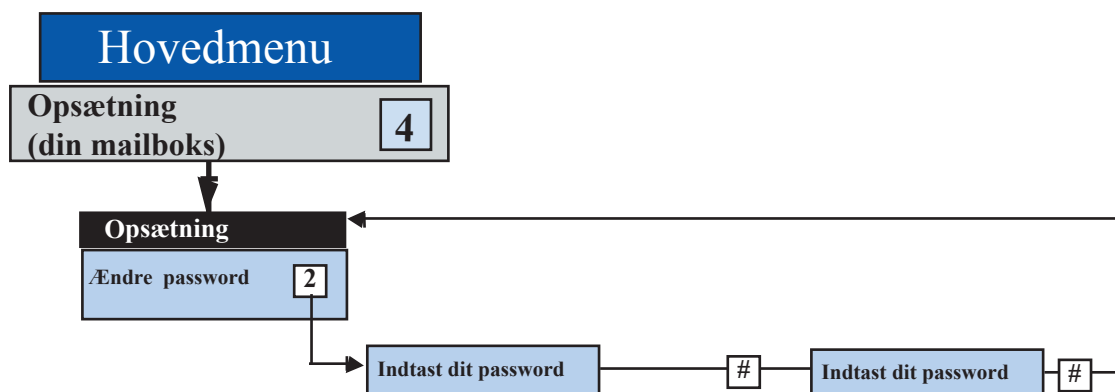 Hovedmenu
Opsætning
(din mailboks)
4
Opsætning
Ændre password 2
Indtast dit password # Indtast dit password #